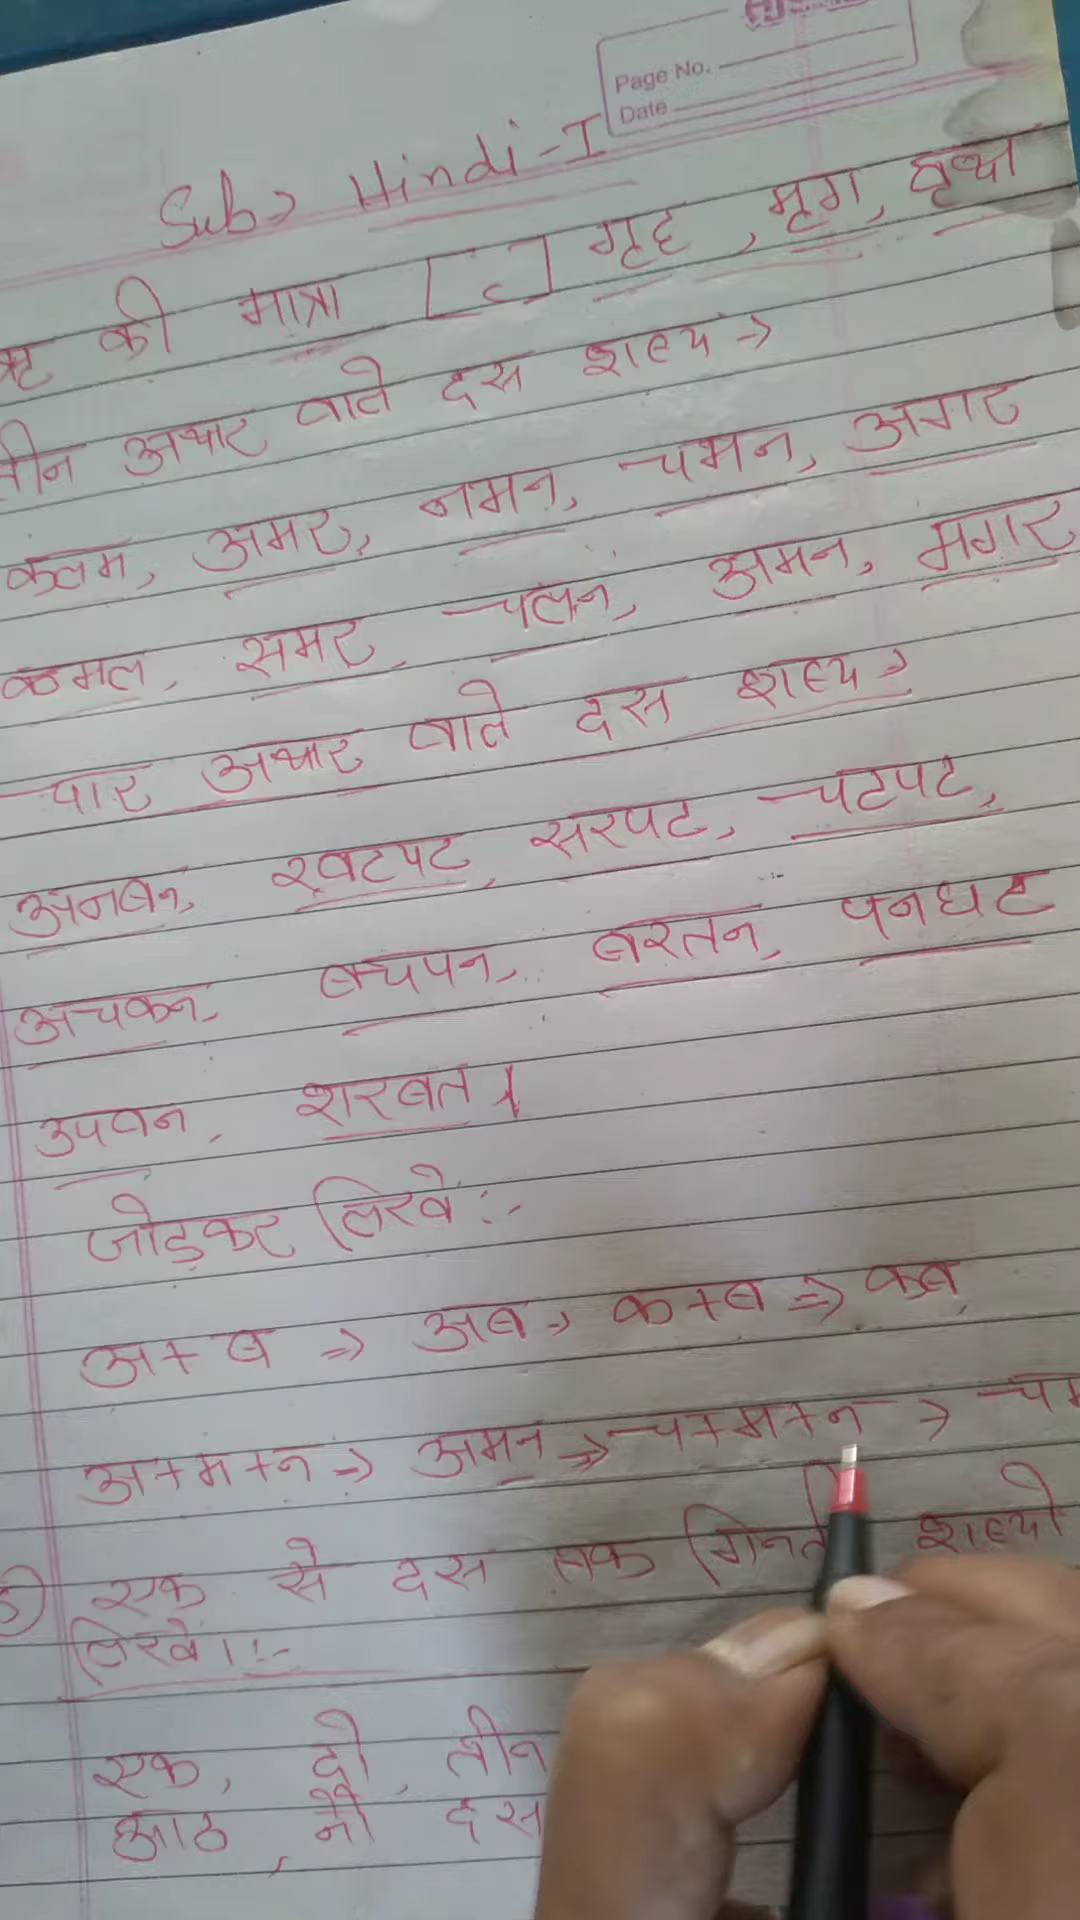 Page No.
Date
Sub→ Hindi-I
की मात्रा [ ृ ] गृह, मृग, वृथा
तीन अक्षर वाले दस शब्द →
कलम, अमर, नमन, चमन, अगर
कमल, समर, चलन, अमन, मगर
चार अक्षर वाले दस शब्द →
अनबन, खटपट, सरपट, चटपट,
अचकन, बचपन, बरतन, पनघट
उपवन, शरबत।
जोड़कर लिखें :-
अ+ब ⇒ अब, क+ब ⇒ कब,
अ+म+न ⇒ अमन ⇒ च+म+न → चम
एक से दस तक गिनती शब्दो
लिखें। :-
एक, दो, तीन
आठ, नौ दस